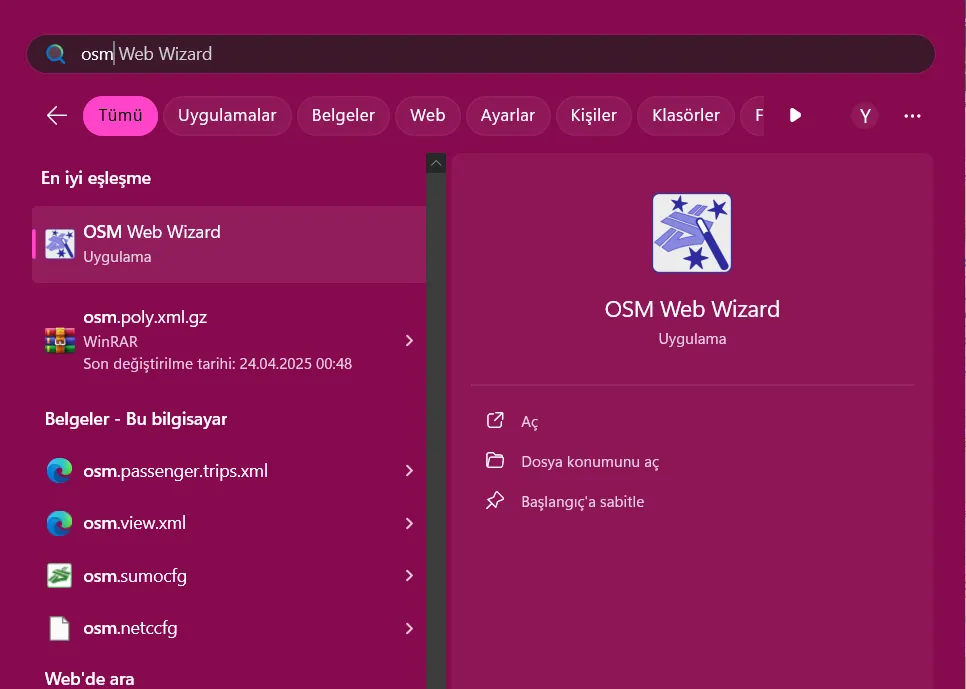 osm Web Wizard
Tümü Uygulamalar Belgeler Web Ayarlar Kişiler Klasörler F Y
En iyi eşleşme
OSM Web Wizard
Uygulama
osm.poly.xml.gz
WinRAR
Son değiştirilme tarihi: 24.04.2025 00:48
Belgeler - Bu bilgisayar
osm.passenger.trips.xml
osm.view.xml
osm.sumocfg
osm.netccfg
Web'de ara
OSM Web Wizard
Uygulama
Aç
Dosya konumunu aç
Başlangıç'a sabitle